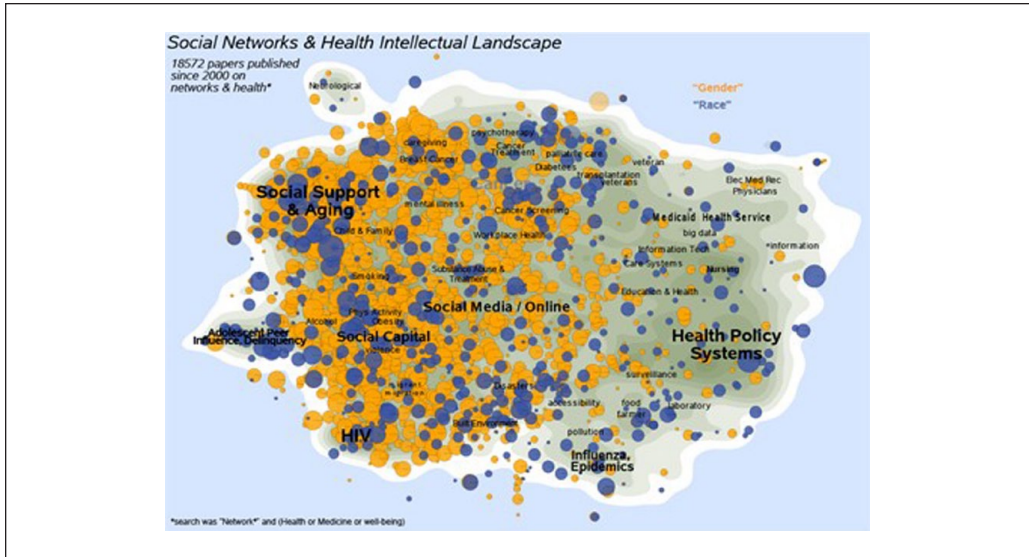 Social Networks & Health Intellectual Landscape
18572 papers published
since 2000 on
networks & health*
"Gender"
"Race"
Neurological
caregiving
psychotherapy
Cancer
Treatment
Breast Cancer
palliative care
Diabetees
transplantation
veteran
veterans
Elec Med Rec
Physicians
Social Support
& Aging
mental illness
Cancer Screening
Medicaid Health Service
big data
Child & Family
Workplace Health
Information Tech
*information
Care Systems
Nursing
Smoking
Substance Abuse &
Treatment
Education & Health
Social Media / Online
Phys Activity
Alcohol
Obesity
Adolescent Peer
Influence, Delinquency
Social Capital
violence
Health Policy
Systems
surveillance
migration
Disasters
accessibility
food
farmer
laboratory
Built Environment
pollution
HIV
Influenza,
Epidemics
*search was "Network*" and (Health or Medicine or well-being)